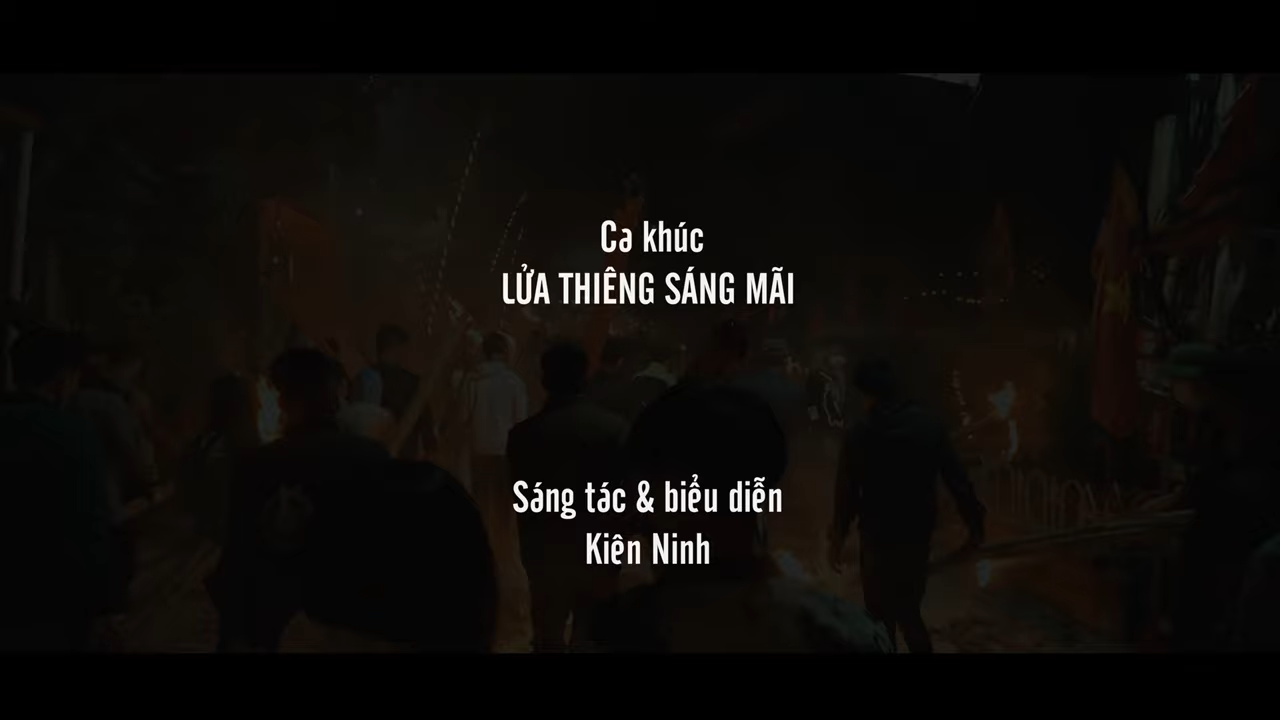 Ca khúc
LỬA THIÊNG SÁNG MÃI
Sáng tác & biểu diễn
Kiên Ninh